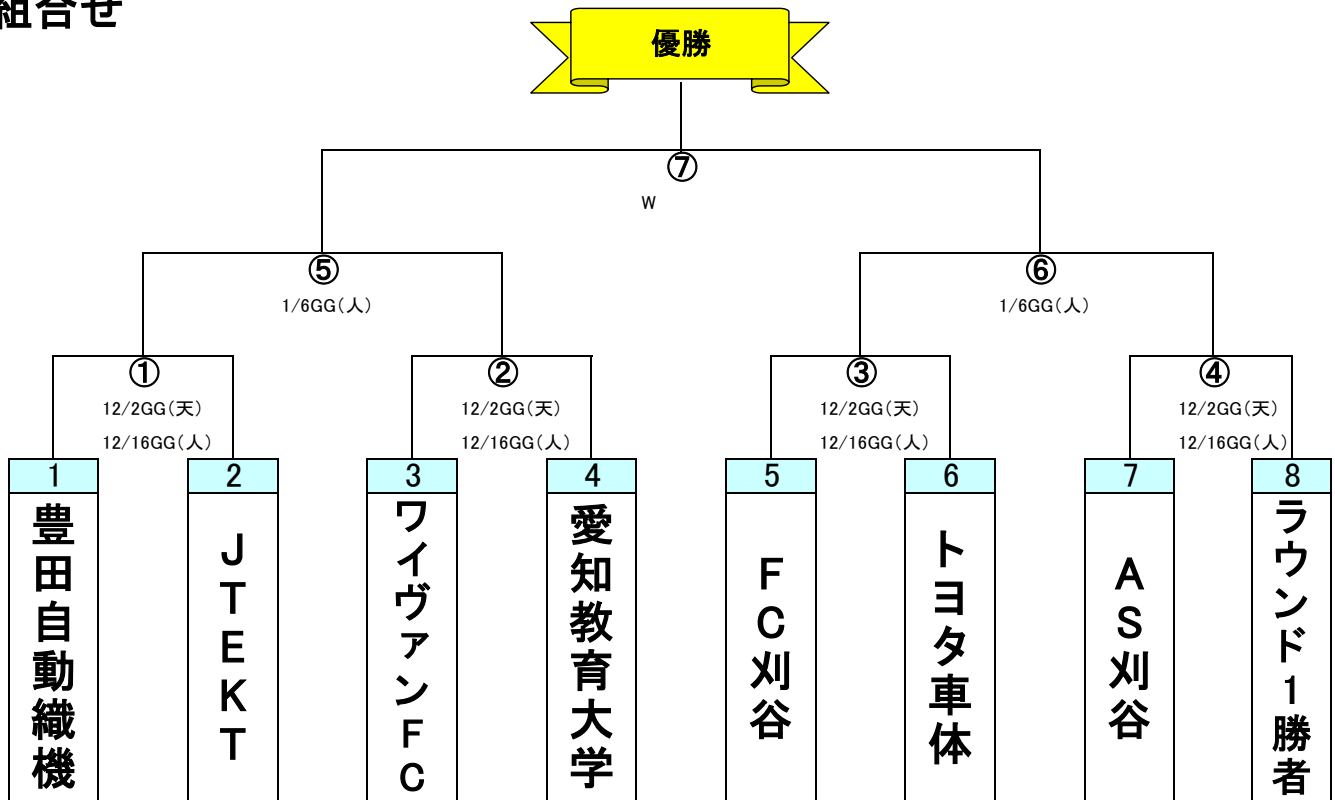 組合せ
優勝
⑦
W
⑤
⑥
1/6GG(人)
1/6GG(人)
①
②
③
④
12/2GG(天)
12/2GG(天)
12/2GG(天)
12/2GG(天)
12/16GG(人)
12/16GG(人)
12/16GG(人)
12/16GG(人)
1
2
3
4
5
6
7
8
豊田自動織機
JTEKT
ワイヴァンFC
愛知教育大学
FC刈谷
トヨタ車体
AS刈谷
ラウンド1勝者